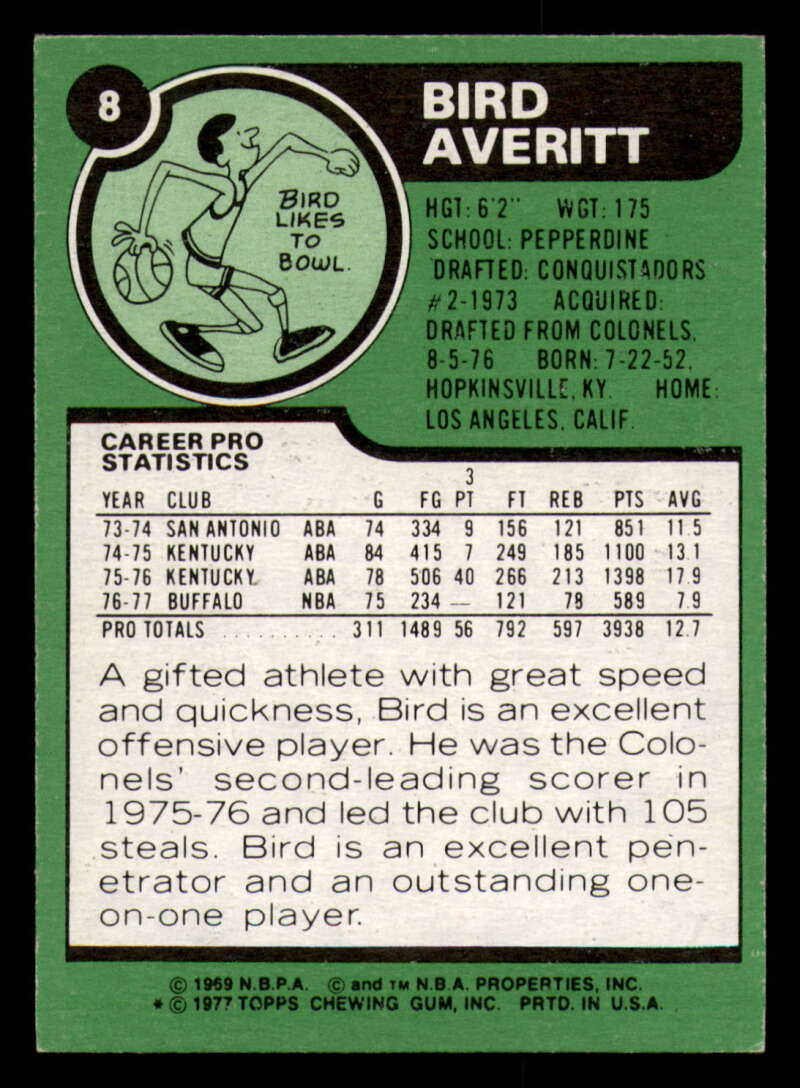 8
BIRD
AVERITT
BIRD
LIKES
TO
BOWL.
HGT: 6'2" WGT: 175
SCHOOL: PEPPERDINE
DRAFTED: CONQUISTADORS
#2-1973 ACQUIRED:
DRAFTED FROM COLONELS,
8-5-76 BORN: 7-22-52,
HOPKINSVILLE, KY. HOME:
LOS ANGELES, CALIF.
CAREER PRO
STATISTICS
3
YEAR CLUB G FG PT FT REB PTS AVG
73-74 SAN ANTONIO ABA 74 334 9 156 121 851 11.5
74-75 KENTUCKY ABA 84 415 7 249 185 1100 13.1
75-76 KENTUCKY ABA 78 506 40 266 213 1398 17.9
76-77 BUFFALO NBA 75 234 — 121 78 589 7.9
PRO TOTALS .......... 311 1489 56 792 597 3938 12.7
A gifted athlete with great speed
and quickness, Bird is an excellent
offensive player. He was the Colo-
nels' second-leading scorer in
1975-76 and led the club with 105
steals. Bird is an excellent pen-
etrator and an outstanding one-
on-one player.
© 1969 N.B.P.A. © and TM N.B.A. PROPERTIES, INC.
* © 1977 TOPPS CHEWING GUM, INC. PRTD. IN U.S.A.